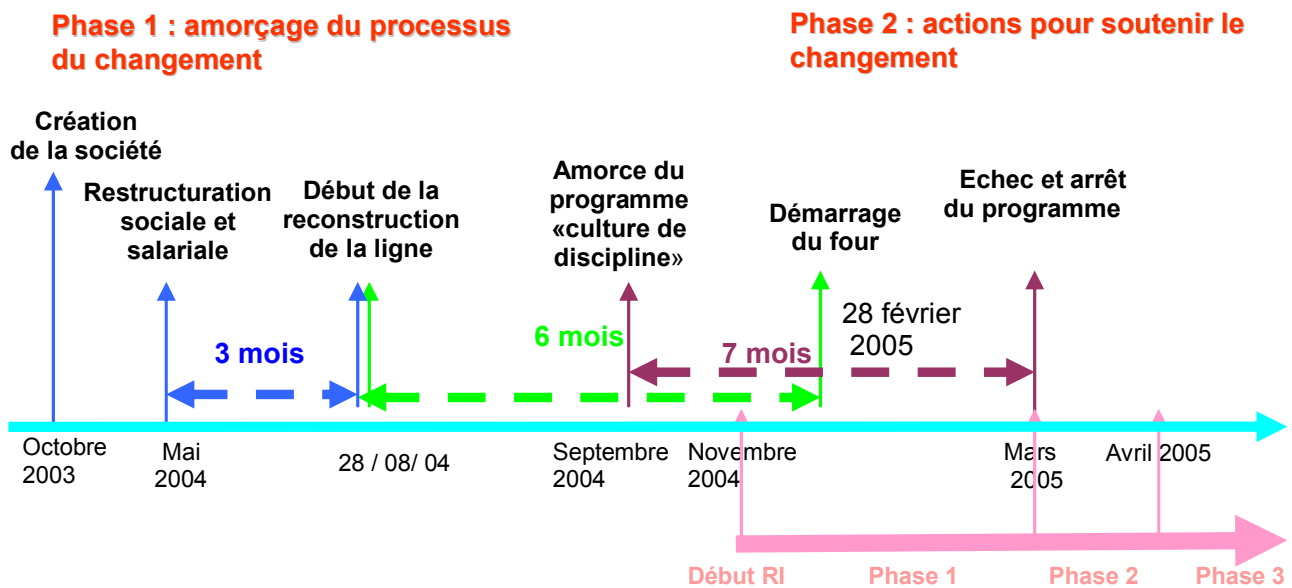 Phase 1 : amorçage du processus
du changement
Phase 2 : actions pour soutenir le
changement
Création
de la société
Restructuration
sociale et
salariale
Début de la
reconstruction
de la ligne
Amorce du
programme
«culture de
discipline»
Démarrage
du four
Echec et arrêt
du programme
3 mois
6 mois
7 mois
28 février
2005
Octobre
2003
Mai
2004
28 / 08/ 04
Septembre
2004
Novembre
2004
Mars
2005
Avril 2005
Début RI
Phase 1
Phase 2
Phase 3